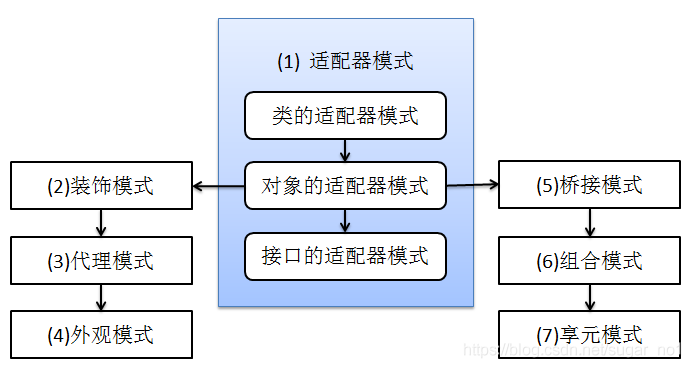 (1) 适配器模式
类的适配器模式
对象的适配器模式
接口的适配器模式
(2)装饰模式
(3)代理模式
(4)外观模式
(5)桥接模式
(6)组合模式
(7)享元模式
https://blog.csdn.net/sugar_no1